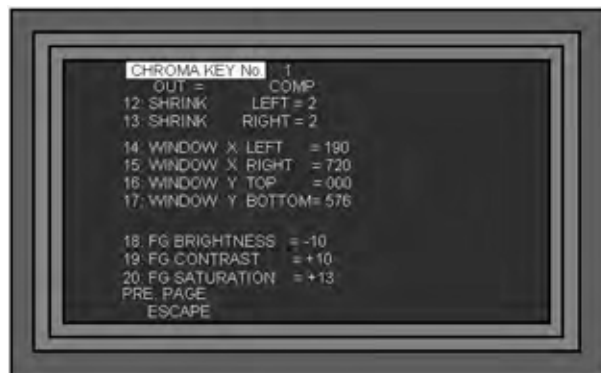 CHROMA KEY No. 1
OUT = COMP
12: SHRINK LEFT = 2
13: SHRINK RIGHT = 2
14: WINDOW X LEFT = 190
15: WINDOW X RIGHT = 720
16: WINDOW Y TOP = 000
17: WINDOW Y BOTTOM= 576
18: FG BRIGHTNESS = -10
19: FG CONTRAST = +10
20: FG SATURATION = +13
PRE. PAGE
ESCAPE